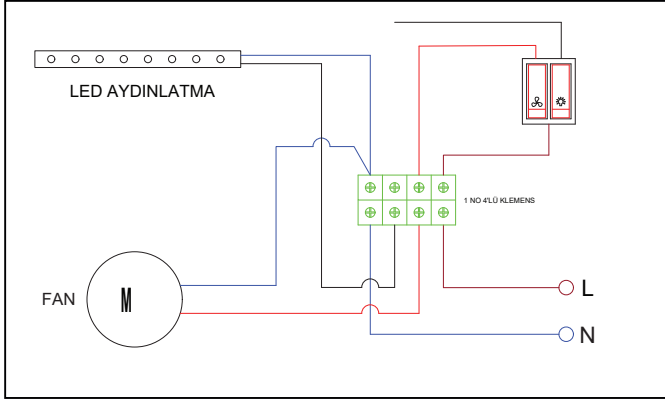 LED AYDINLATMA
1 NO 4'LÜ KLEMENS
FAN
M
L
N